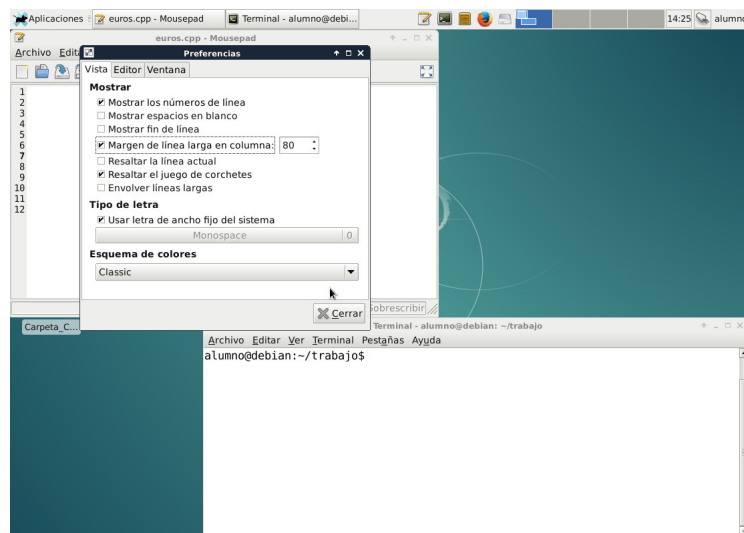 Aplicaciones euros.cpp - Mousepad Terminal - alumno@debi... 14:25 alumno
euros.cpp - Mousepad
Archivo Edita
Preferencias
Vista Editor Ventana
Mostrar
Mostrar los números de línea
Mostrar espacios en blanco
Mostrar fin de línea
Margen de línea larga en columna: 80
Resaltar la línea actual
Resaltar el juego de corchetes
Envolver líneas largas
Tipo de letra
Usar letra de ancho fijo del sistema
Monospace 0
Esquema de colores
Classic
Cerrar
1
2
3
4
5
6
7
8
9
10
11
12
Sobrescribir
Carpeta_C...
Terminal - alumno@debian: ~/trabajo
Archivo Editar Ver Terminal Pestañas Ayuda
alumno@debian:~/trabajo$